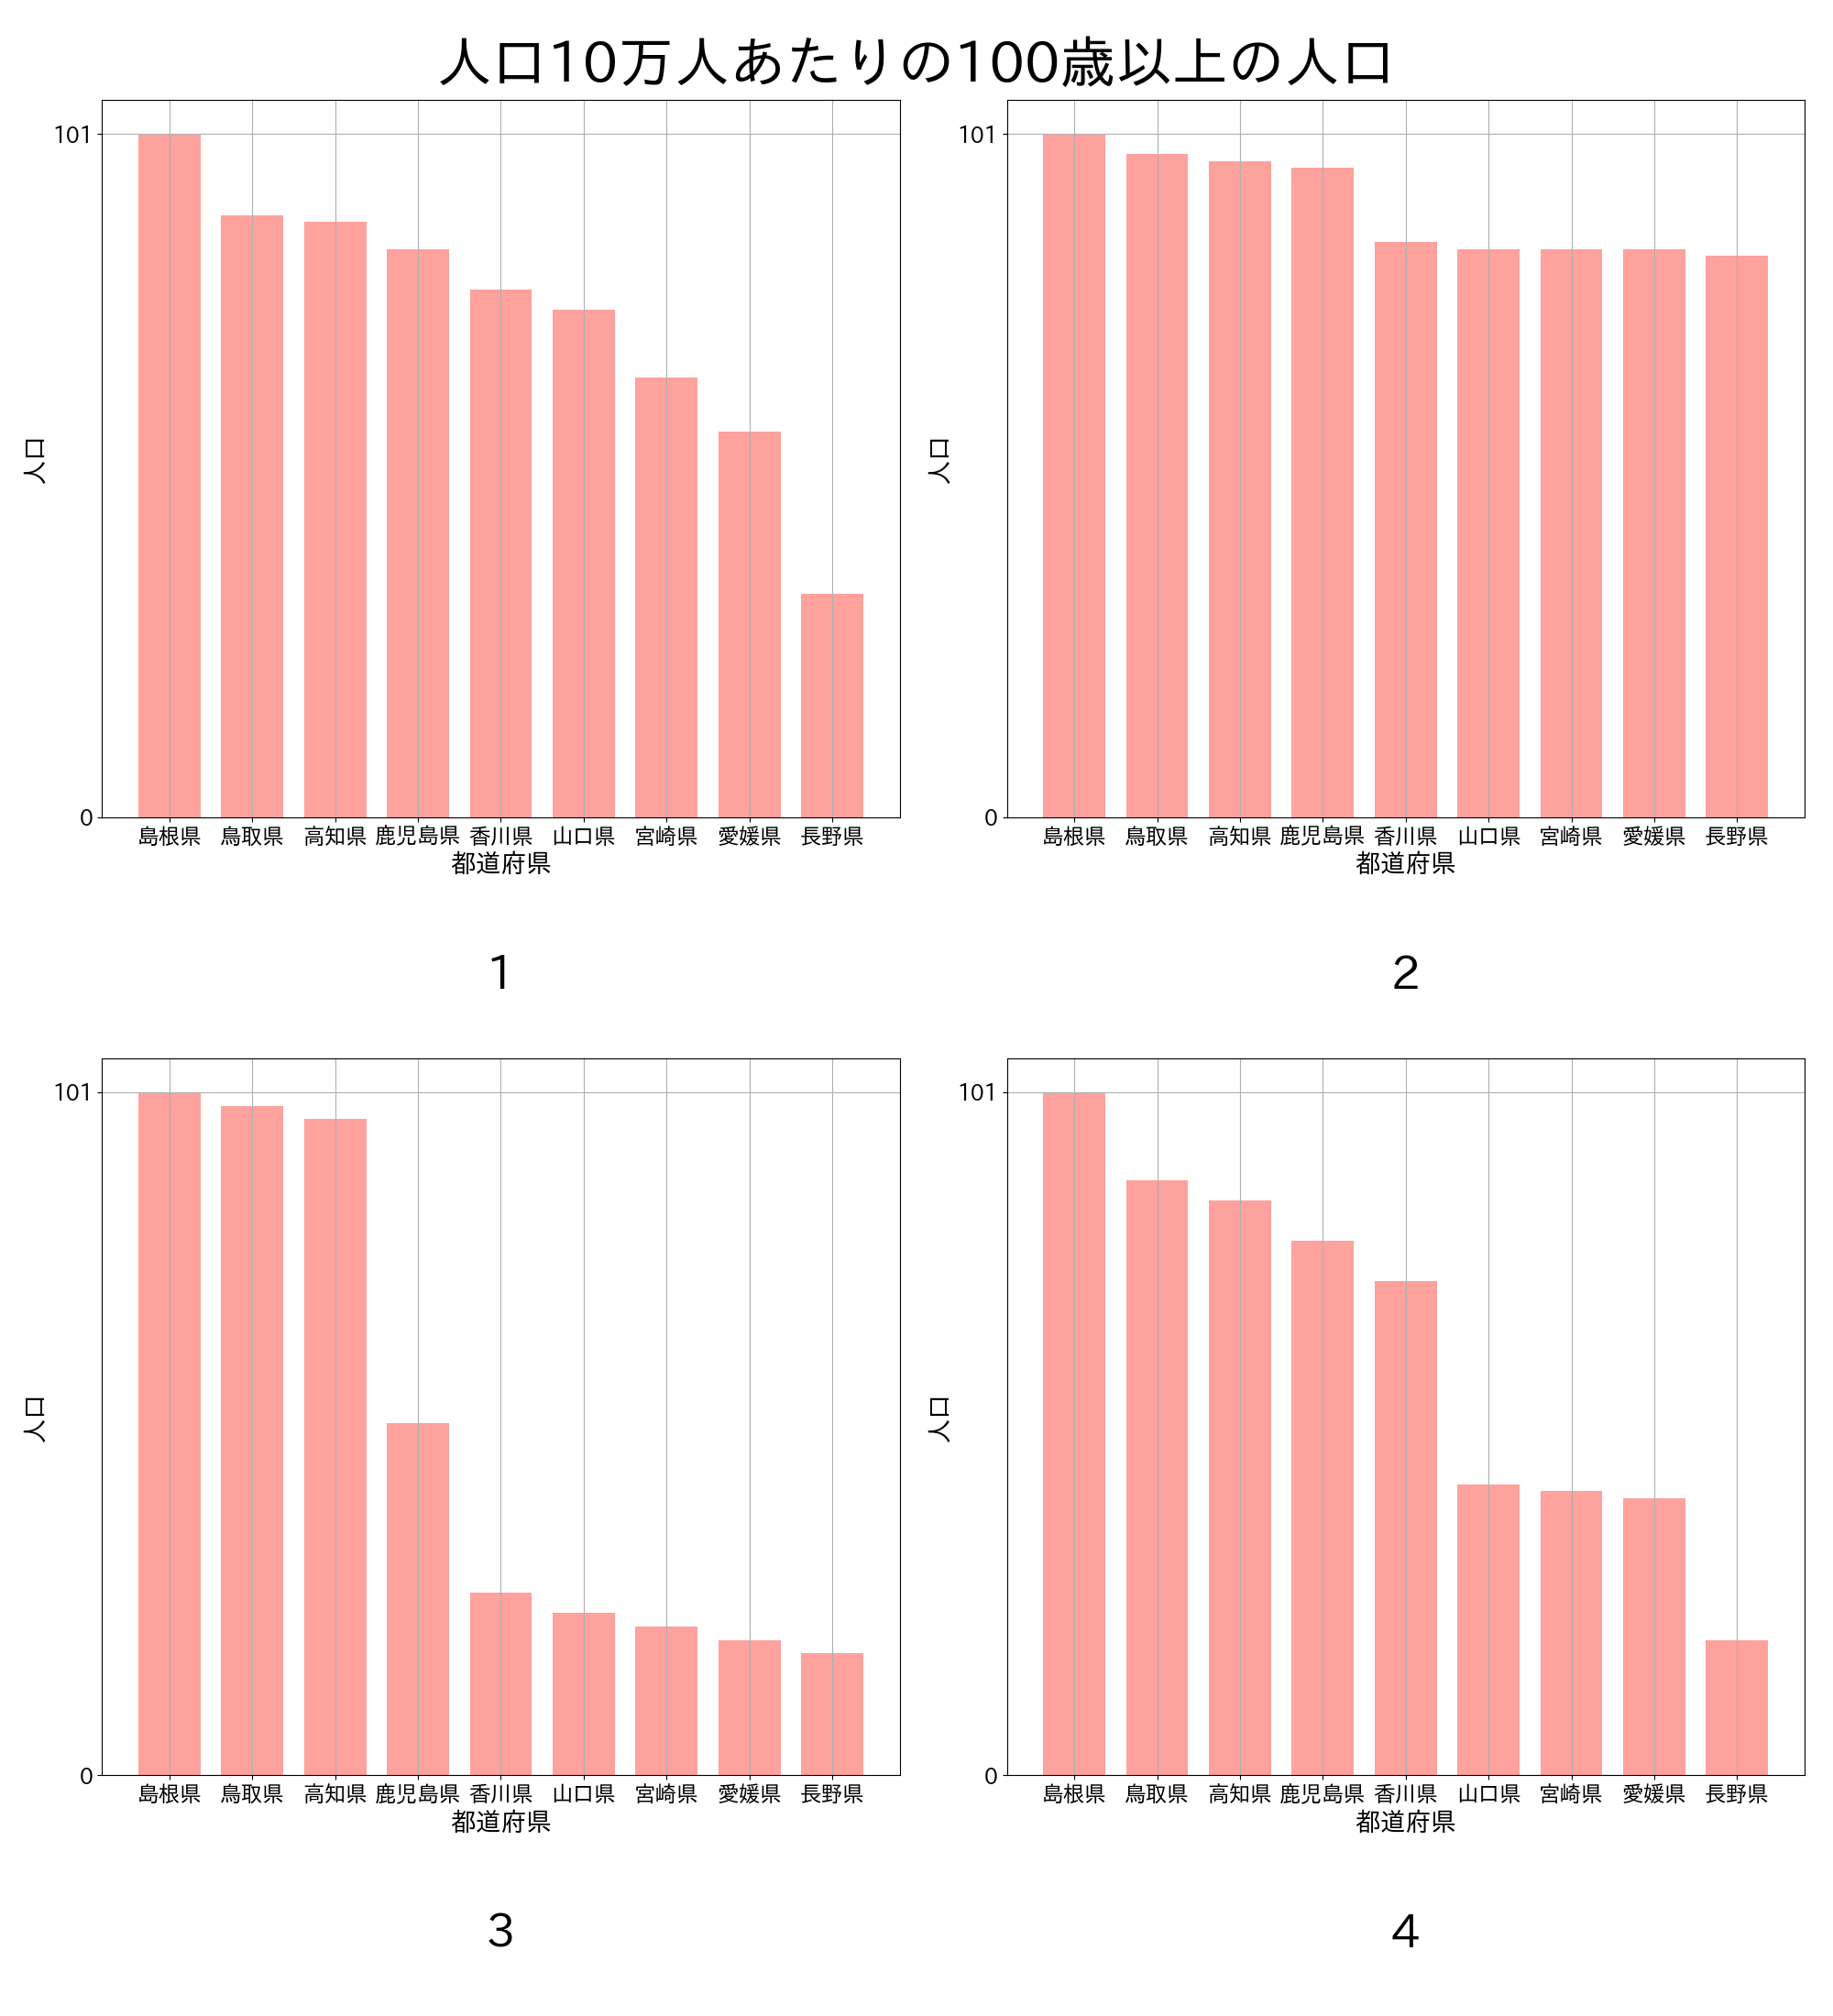 人口10万人あたりの100歳以上の人口
101
0
人口
島根県 鳥取県 高知県 鹿児島県 香川県 山口県 宮崎県 愛媛県 長野県
都道府県
1
101
0
人口
島根県 鳥取県 高知県 鹿児島県 香川県 山口県 宮崎県 愛媛県 長野県
都道府県
2
101
0
人口
島根県 鳥取県 高知県 鹿児島県 香川県 山口県 宮崎県 愛媛県 長野県
都道府県
3
101
0
人口
島根県 鳥取県 高知県 鹿児島県 香川県 山口県 宮崎県 愛媛県 長野県
都道府県
4